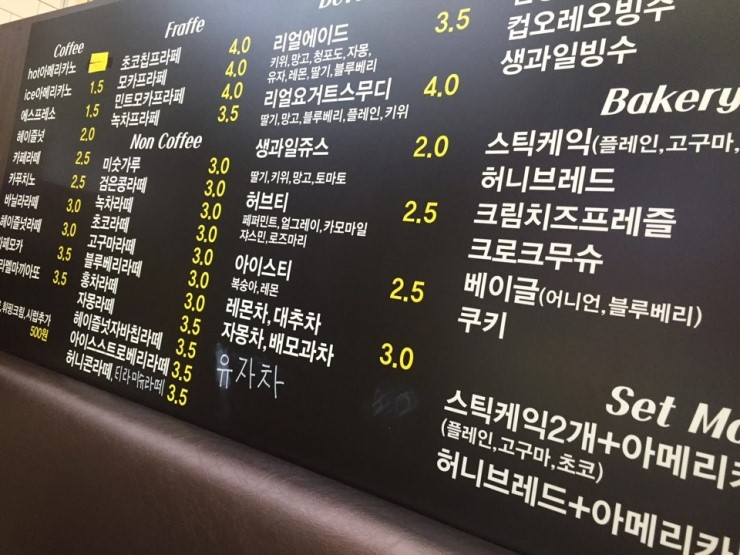 Coffee
hot아메리카노
ice아메리카노 1.5
에스프레소 1.5
헤이즐넛 2.0
카페라떼 2.5
카푸치노 2.5
바닐라라떼 3.0
헤이즐넛라떼 3.0
카페모카 3.5
마끼아또 3.5
휘핑크림, 시럽추가
500원
Fraffe
초코칩프라페 4.0
모카프라페 4.0
민트모카프라페 4.0
녹차프라페 3.5
Non Coffee
미숫가루 3.0
검은콩라떼 3.0
녹차라떼 3.0
초코라떼 3.0
고구마라떼 3.0
블루베리라떼 3.0
홍차라떼 3.0
자몽라떼 3.0
헤이즐넛자바칩라떼 3.5
아이스스트로베리라떼 3.5
허니콘라떼, 티라미슈라떼 3.5
리얼에이드 3.5
키위, 망고, 청포도, 자몽,
유자, 레몬, 딸기, 블루베리
리얼요거트스무디 4.0
딸기, 망고, 블루베리, 플레인, 키위
생과일쥬스 2.0
딸기, 키위, 망고, 토마토
허브티 2.5
페퍼민트, 얼그레이, 카모마일
쟈스민, 로즈마리
아이스티 2.5
복숭아, 레몬
레몬차, 대추차
자몽차, 배모과차 3.0
유자차
컵오레오빙수
생과일빙수
Bakery
스틱케익(플레인, 고구마,
허니브레드
크림치즈프레즐
크로크무슈
베이글(어니언, 블루베리)
쿠키
Set
스틱케익2개+아메리카
(플레인, 고구마, 초코)
허니브레드+아메리카